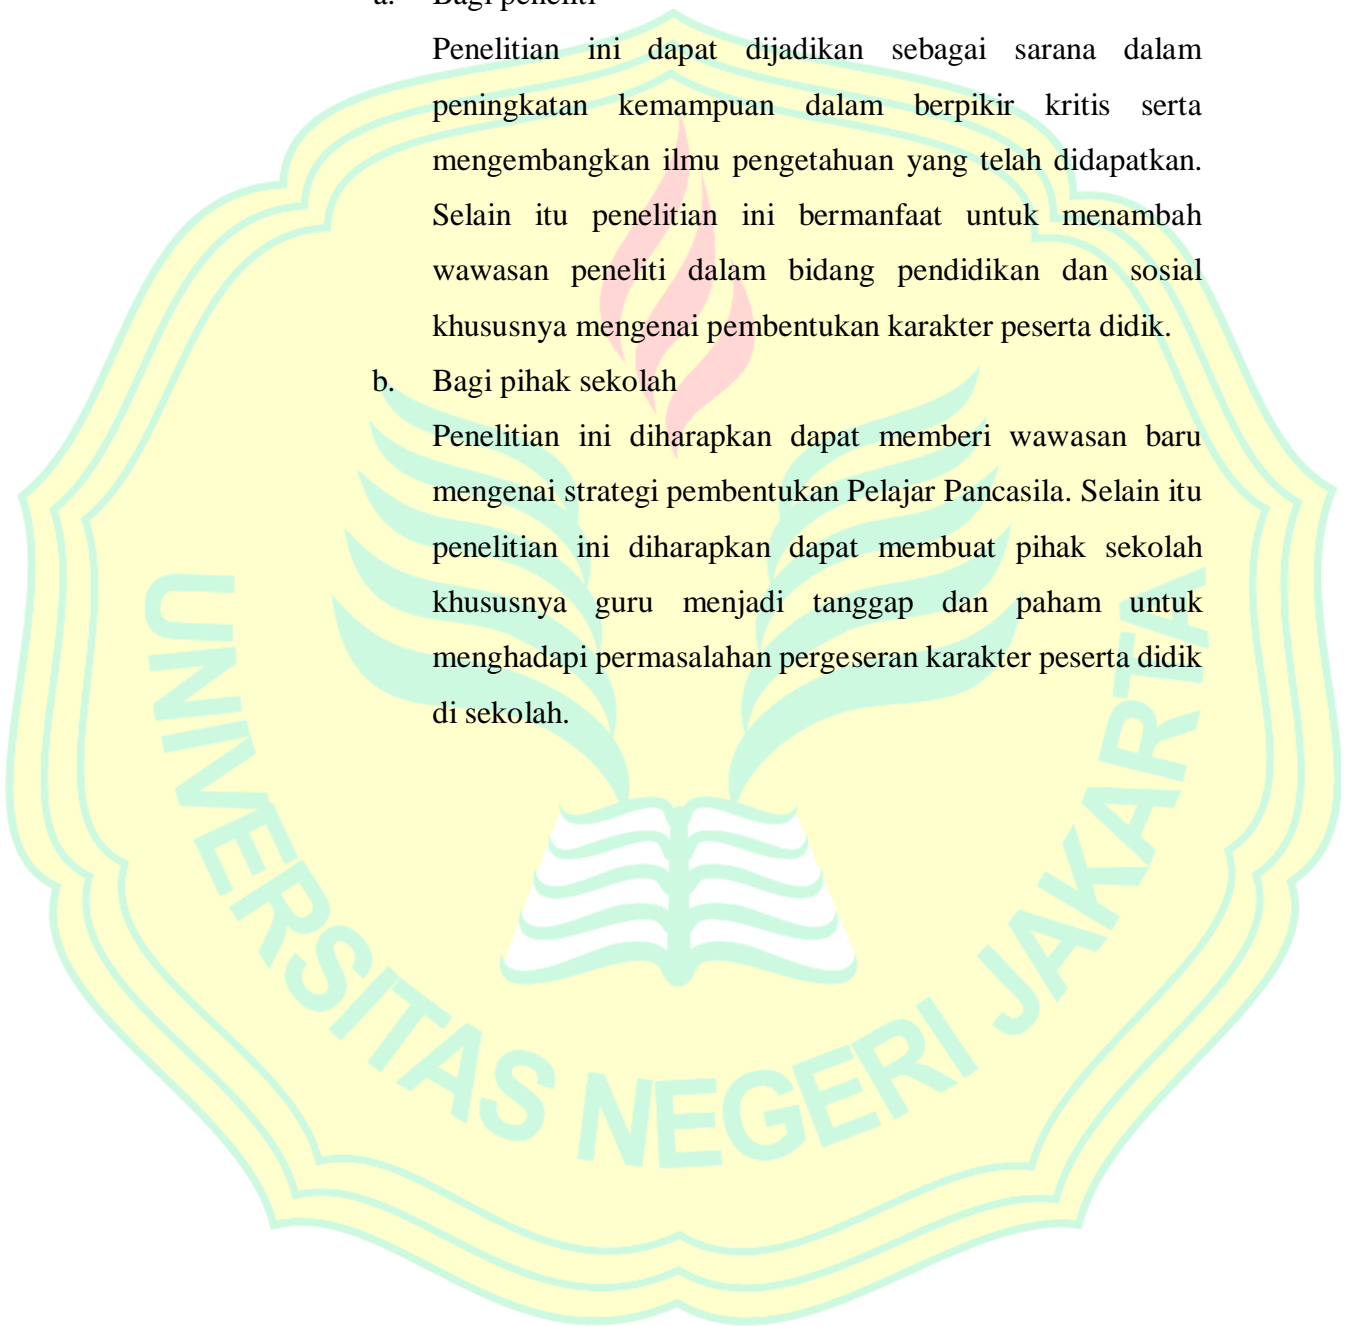 a. Bagi peneliti
Penelitian ini dapat dijadikan sebagai sarana dalam
peningkatan kemampuan dalam berpikir kritis serta
mengembangkan ilmu pengetahuan yang telah didapatkan.
Selain itu penelitian ini bermanfaat untuk menambah
wawasan peneliti dalam bidang pendidikan dan sosial
khususnya mengenai pembentukan karakter peserta didik.
b. Bagi pihak sekolah
Penelitian ini diharapkan dapat memberi wawasan baru
mengenai strategi pembentukan Pelajar Pancasila. Selain itu
penelitian ini diharapkan dapat membuat pihak sekolah
khususnya guru menjadi tanggap dan paham untuk
menghadapi permasalahan pergeseran karakter peserta didik
di sekolah.
UNIVERSITAS NEGERI JAKARTA